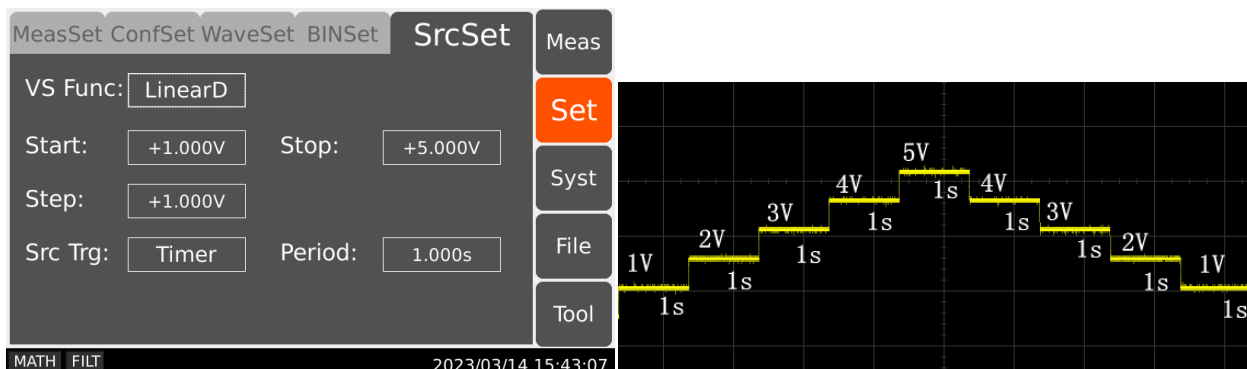 MeasSet ConfSet WaveSet BINSet SrcSet
VS Func: LinearD
Start: +1.000V Stop: +5.000V
Step: +1.000V
Src Trg: Timer Period: 1.000s
MATH FILT 2023/03/14 15:43:07
Meas
Set
Syst
File
Tool
5V
4V 1s 4V
3V 1s 1s 3V
2V 1s 1s 2V
1V 1s 1s 1V
1s 1s